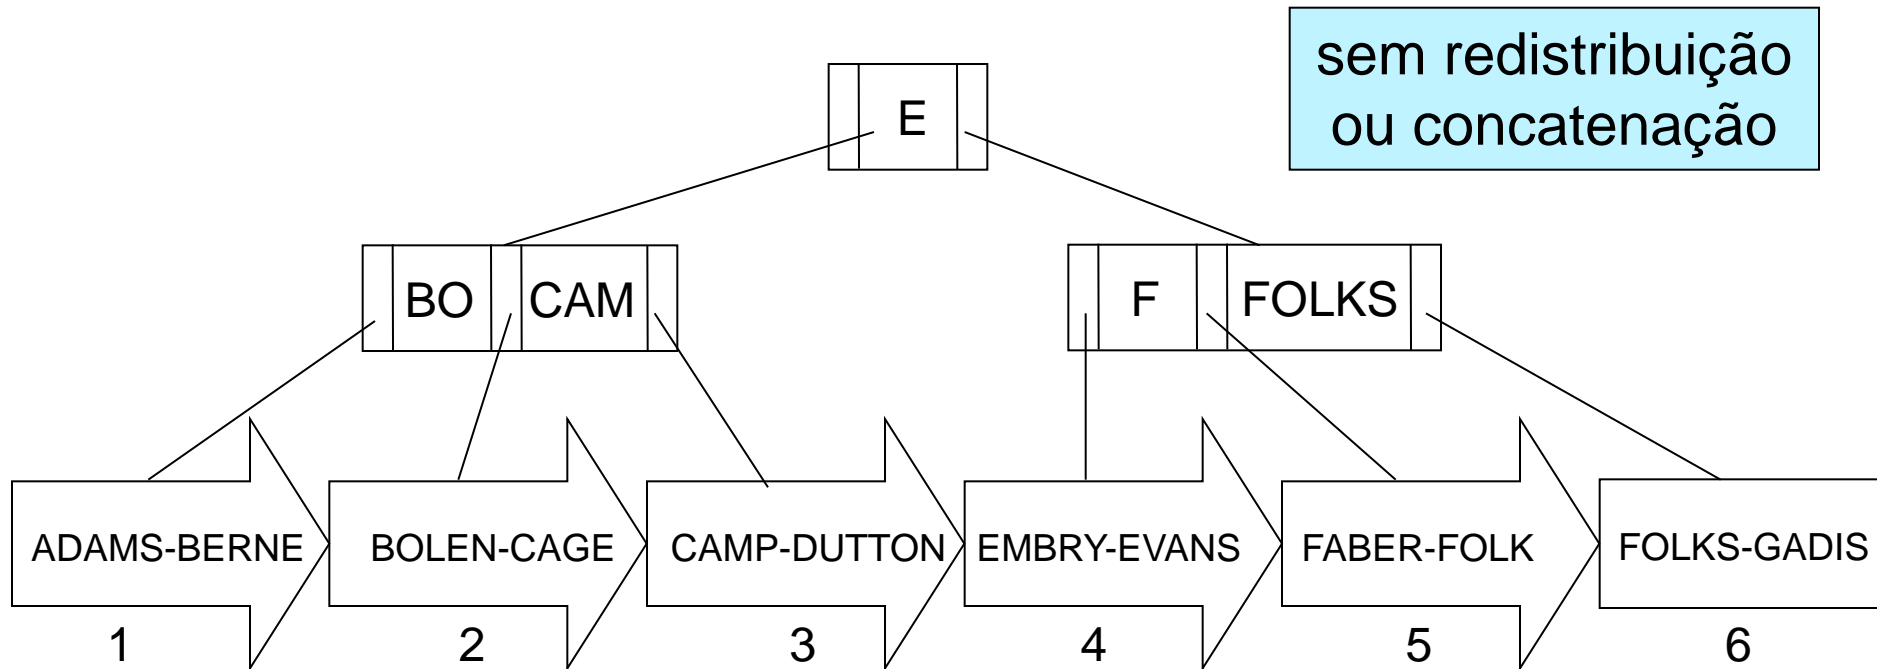 sem redistribuição
ou concatenação
E
BO CAM
F FOLKS
ADAMS-BERNE BOLEN-CAGE CAMP-DUTTON EMBRY-EVANS FABER-FOLK FOLKS-GADIS
1 2 3 4 5 6